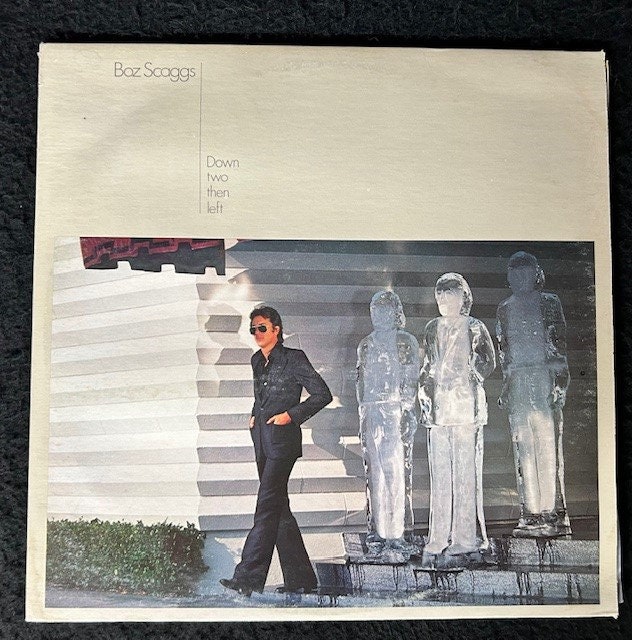 Boz Scaggs
Down
two
then
left